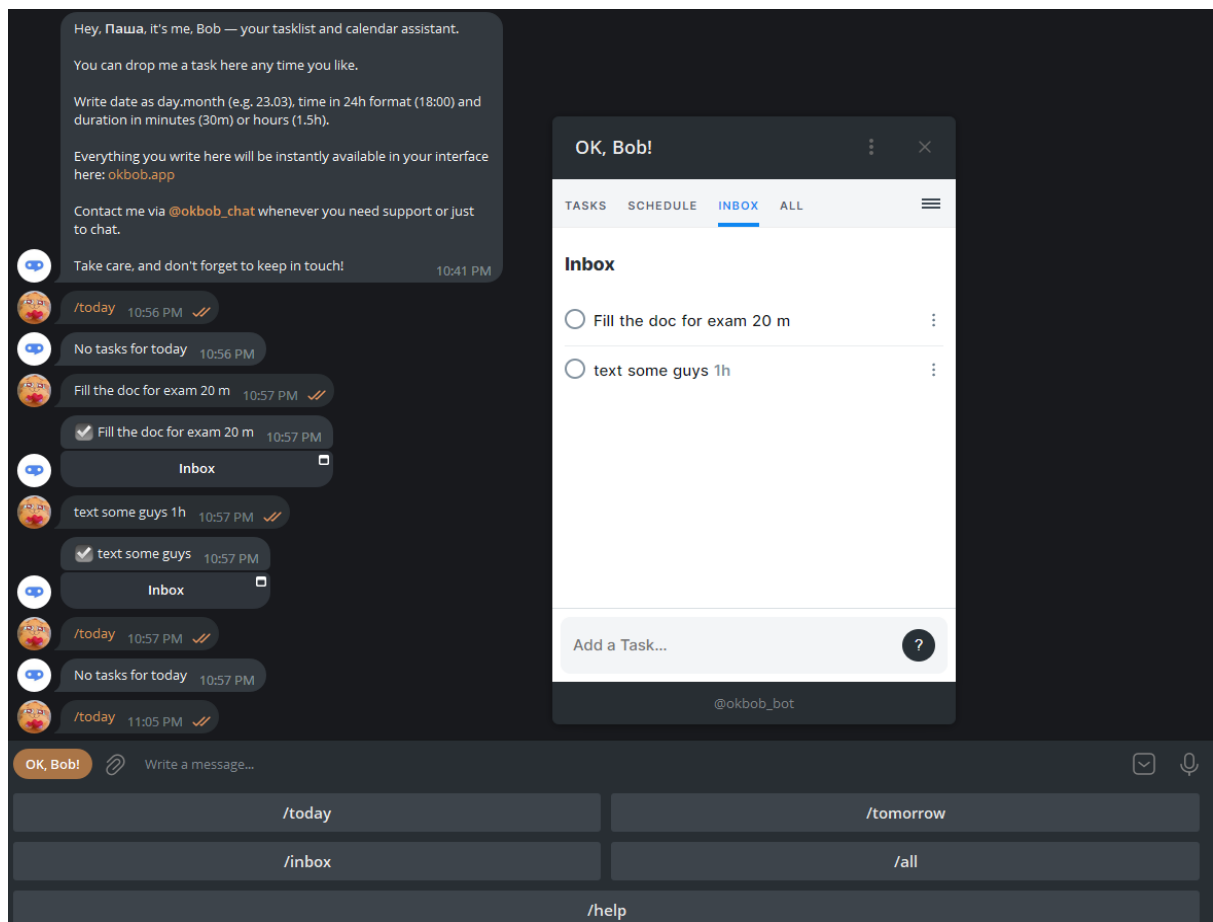 Hey, Паша, it's me, Bob — your tasklist and calendar assistant.
You can drop me a task here any time you like.
Write date as day.month (e.g. 23.03), time in 24h format (18:00) and
duration in minutes (30m) or hours (1.5h).
Everything you write here will be instantly available in your interface
here: okbob.app
Contact me via @okbob_chat whenever you need support or just
to chat.
Take care, and don't forget to keep in touch! 10:41 PM
/today 10:56 PM
No tasks for today 10:56 PM
Fill the doc for exam 20 m 10:57 PM
Fill the doc for exam 20 m 10:57 PM
Inbox
text some guys 1h 10:57 PM
text some guys 10:57 PM
Inbox
/today 10:57 PM
No tasks for today 10:57 PM
/today 11:05 PM
OK, Bob!
TASKS SCHEDULE INBOX ALL
Inbox
Fill the doc for exam 20 m
text some guys 1h
Add a Task...
?
@okbob_bot
OK, Bob! Write a message...
/today /tomorrow
/inbox /all
/help